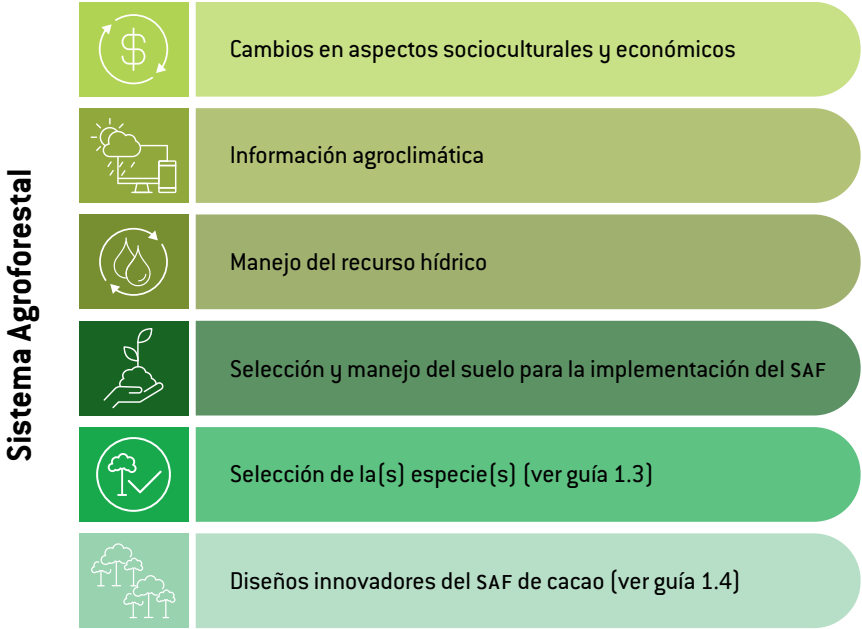 Sistema Agroforestal
Cambios en aspectos socioculturales y económicos
Información agroclimática
Manejo del recurso hídrico
Selección y manejo del suelo para la implementación del SAF
Selección de la(s) especie(s) (ver guía 1.3)
Diseños innovadores del SAF de cacao (ver guía 1.4)